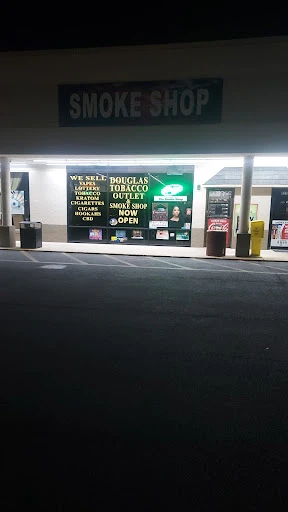 SMOKE SHOP
WE SELL
VAPES
LOTTERY
TOBACCO
KRATOM
CIGARETTES
CIGARS
HOOKAHS
CBD
DOUGLAS
TOBACCO
OUTLET
SMOKE SHOP
NOW
OPEN